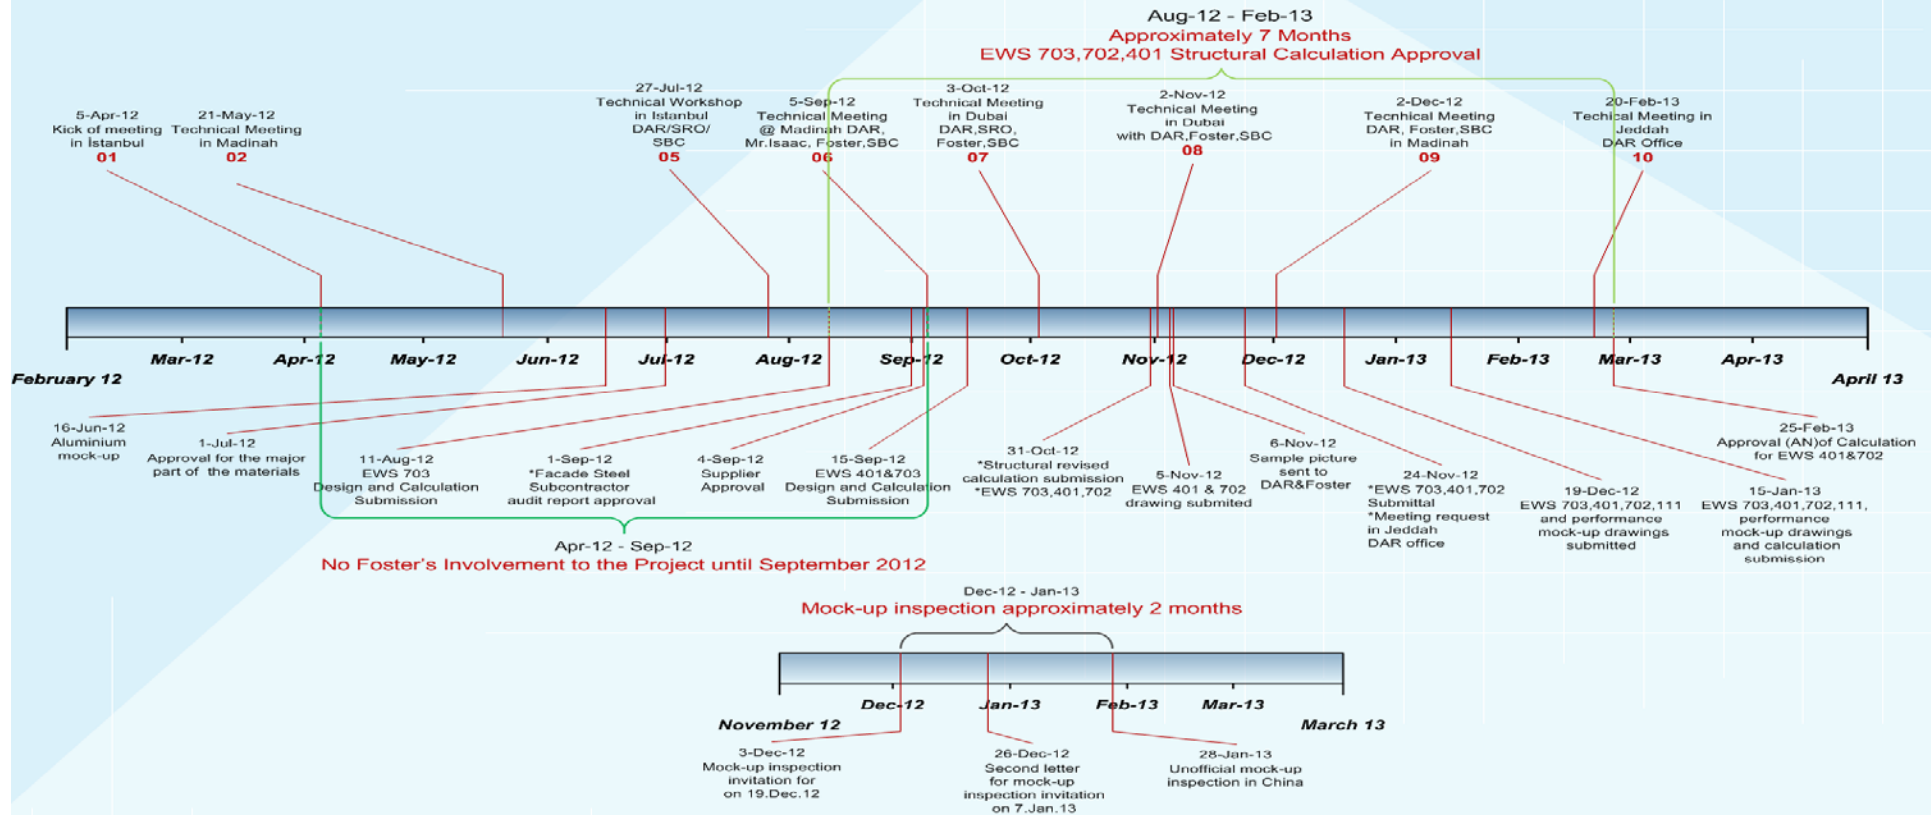 Aug-12 - Feb-13
Approximately 7 Months
EWS 703,702,401 Structural Calculation Approval
5-Apr-12
Kick of meeting
in İstanbul
01
21-May-12
Technical Meeting
in Madinah
02
27-Jul-12
Technical Workshop
in Istanbul
DAR/SRO/
SBC
05
5-Sep-12
Technical Meeting
@ Madinah DAR,
Mr.Isaac, Foster,SBC
06
3-Oct-12
Technical Meeting
in Dubai
DAR,SRO,
Foster,SBC
07
2-Nov-12
Technical Meeting
in Dubai
with DAR,Foster,SBC
08
2-Dec-12
Tecnhical Meeting
DAR, Foster,SBC
in Madinah
09
20-Feb-13
Techical Meeting in
Jeddah
DAR Office
10
February 12
Mar-12
Apr-12
May-12
Jun-12
Jul-12
Aug-12
Sep-12
Oct-12
Nov-12
Dec-12
Jan-13
Feb-13
Mar-13
Apr-13
April 13
16-Jun-12
Aluminium
mock-up
1-Jul-12
Approval for the major
part of the materials
11-Aug-12
EWS 703
Design and Calculation
Submission
1-Sep-12
*Facade Steel
Subcontractor
audit report approval
4-Sep-12
Supplier
Approval
15-Sep-12
EWS 401&703
Design and Calculation
Submission
31-Oct-12
*Structural revised
calculation submission
*EWS 703,401,702
5-Nov-12
EWS 401 & 702
drawing submited
6-Nov-12
Sample picture
sent to
DAR&Foster
24-Nov-12
*EWS 703,401,702
Submittal
*Meeting request
in Jeddah
DAR office
19-Dec-12
EWS 703,401,702,111
and performance
mock-up drawings
submitted
15-Jan-13
EWS 703,401,702,111,
performance
mock-up drawings
and calculation
submission
25-Feb-13
Approval (AN)of Calculation
for EWS 401&702
Apr-12 - Sep-12
No Foster's Involvement to the Project until September 2012
Dec-12 - Jan-13
Mock-up inspection approximately 2 months
November 12
Dec-12
Jan-13
Feb-13
Mar-13
March 13
3-Dec-12
Mock-up inspection
invitation for
on 19.Dec.12
26-Dec-12
Second letter
for mock-up
inspection invitation
on 7.Jan.13
28-Jan-13
Unofficial mock-up
inspection in China